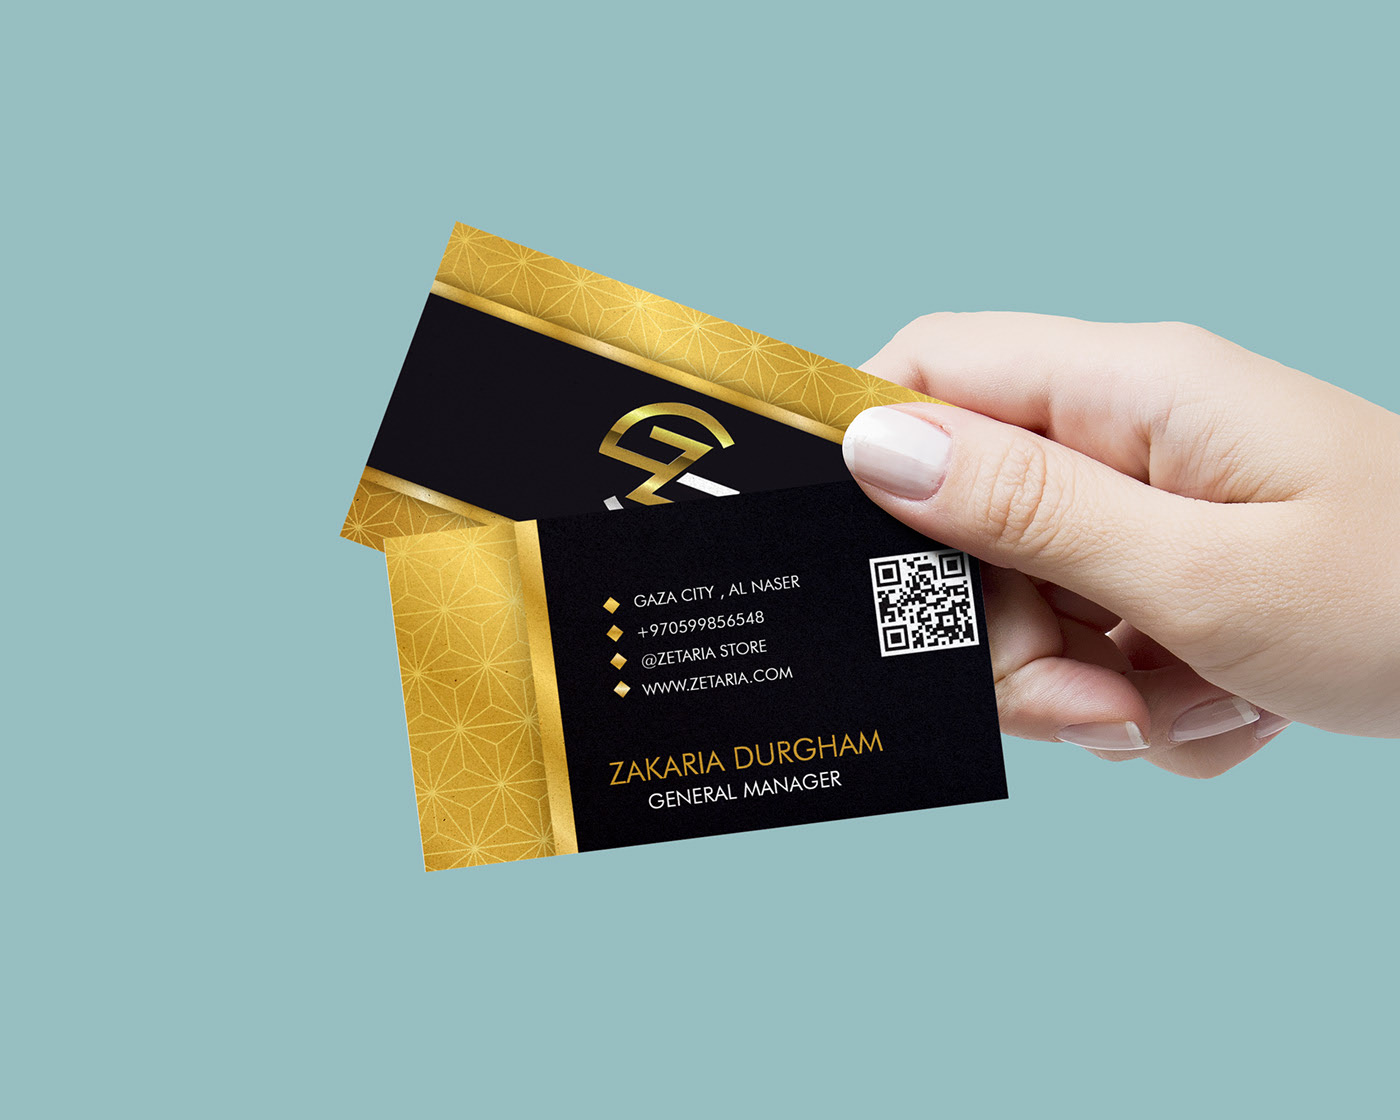 GAZA CITY , AL NASER
+970599856548
@ZETARIA STORE
WWW.ZETARIA.COM
ZAKARIA DURGHAM
GENERAL MANAGER